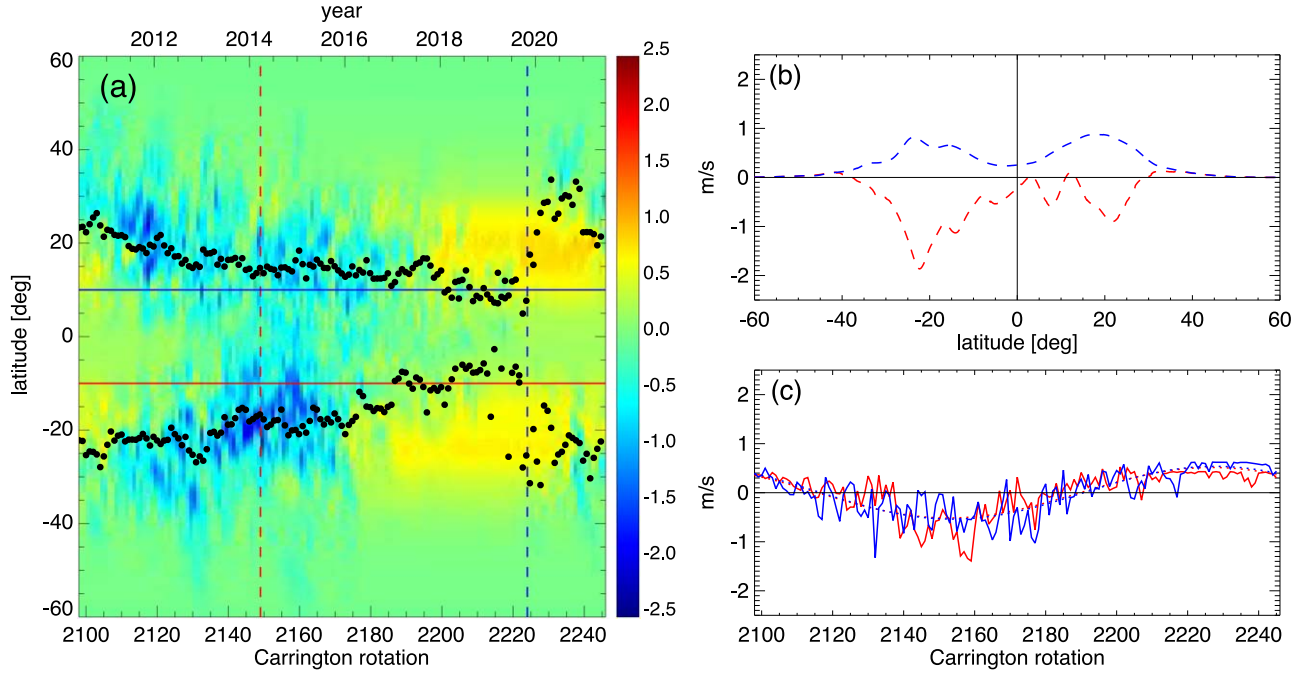 year
2012 2014 2016 2018 2020
(a)
60
40
20
0
-20
-40
-60
latitude [deg]
2100 2120 2140 2160 2180 2200 2220 2240
Carrington rotation
2.5
2.0
1.5
1.0
0.5
0.0
-0.5
-1.0
-1.5
-2.0
-2.5
(b)
2
1
0
-1
-2
m/s
-60 -40 -20 0 20 40 60
latitude [deg]
(c)
2
1
0
-1
-2
m/s
2100 2120 2140 2160 2180 2200 2220 2240
Carrington rotation